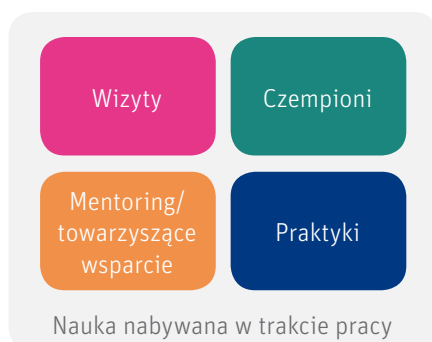 Wizyty
Czempioni
Mentoring/
towarzyszące
wsparcie
Praktyki
Nauka nabywana w trakcie pracy